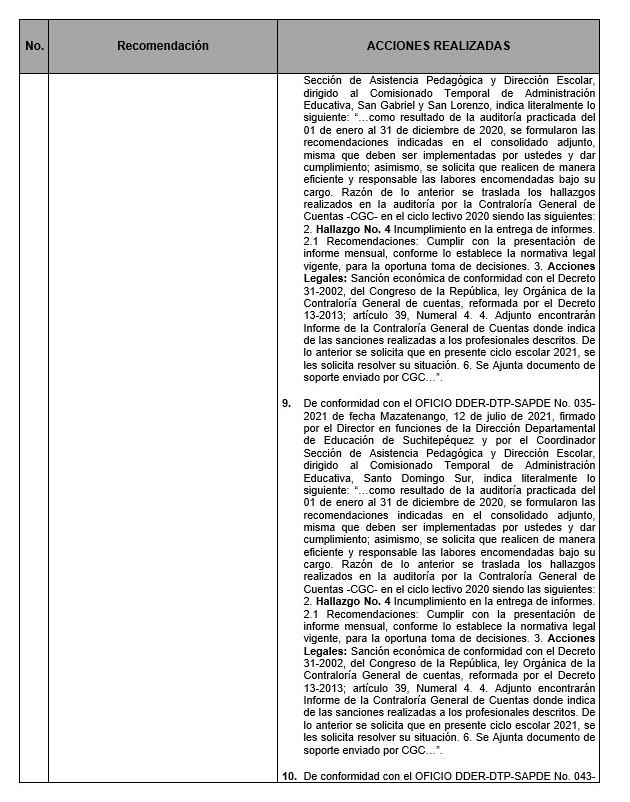 No.
Recomendación
ACCIONES REALIZADAS
Sección de Asistencia Pedagógica y Dirección Escolar,
dirigido al Comisionado Temporal de Administración
Educativa, San Gabriel y San Lorenzo, indica literalmente lo
siguiente: “…como resultado de la auditoría practicada del
01 de enero al 31 de diciembre de 2020, se formularon las
recomendaciones indicadas en el consolidado adjunto,
misma que deben ser implementadas por ustedes y dar
cumplimiento; asimismo, se solicita que realicen de manera
eficiente y responsable las labores encomendadas bajo su
cargo. Razón de lo anterior se traslada los hallazgos
realizados en la auditoría por la Contraloría General de
Cuentas -CGC- en el ciclo lectivo 2020 siendo las siguientes:
2. Hallazgo No. 4 Incumplimiento en la entrega de informes.
2.1 Recomendaciones: Cumplir con la presentación de
informe mensual, conforme lo establece la normativa legal
vigente, para la oportuna toma de decisiones. 3. Acciones
Legales: Sanción económica de conformidad con el Decreto
31-2002, del Congreso de la República, ley Orgánica de la
Contraloría General de cuentas, reformada por el Decreto
13-2013; artículo 39, Numeral 4. 4. Adjunto encontrarán
Informe de la Contraloría General de Cuentas donde indica
de las sanciones realizadas a los profesionales descritos. De
lo anterior se solicita que en presente ciclo escolar 2021, se
les solicita resolver su situación. 6. Se Ajunta documento de
soporte enviado por CGC…”.
9. De conformidad con el OFICIO DDER-DTP-SAPDE No. 035-
2021 de fecha Mazatenango, 12 de julio de 2021, firmado
por el Director en funciones de la Dirección Departamental
de Educación de Suchitepéquez y por el Coordinador
Sección de Asistencia Pedagógica y Dirección Escolar,
dirigido al Comisionado Temporal de Administración
Educativa, Santo Domingo Sur, indica literalmente lo
siguiente: “…como resultado de la auditoría practicada del
01 de enero al 31 de diciembre de 2020, se formularon las
recomendaciones indicadas en el consolidado adjunto,
misma que deben ser implementadas por ustedes y dar
cumplimiento; asimismo, se solicita que realicen de manera
eficiente y responsable las labores encomendadas bajo su
cargo. Razón de lo anterior se traslada los hallazgos
realizados en la auditoría por la Contraloría General de
Cuentas -CGC- en el ciclo lectivo 2020 siendo las siguientes:
2. Hallazgo No. 4 Incumplimiento en la entrega de informes.
2.1 Recomendaciones: Cumplir con la presentación de
informe mensual, conforme lo establece la normativa legal
vigente, para la oportuna toma de decisiones. 3. Acciones
Legales: Sanción económica de conformidad con el Decreto
31-2002, del Congreso de la República, ley Orgánica de la
Contraloría General de cuentas, reformada por el Decreto
13-2013; artículo 39, Numeral 4. 4. Adjunto encontrarán
Informe de la Contraloría General de Cuentas donde indica
de las sanciones realizadas a los profesionales descritos. De
lo anterior se solicita que en presente ciclo escolar 2021, se
les solicita resolver su situación. 6. Se Ajunta documento de
soporte enviado por CGC…”.
10. De conformidad con el OFICIO DDER-DTP-SAPDE No. 043-